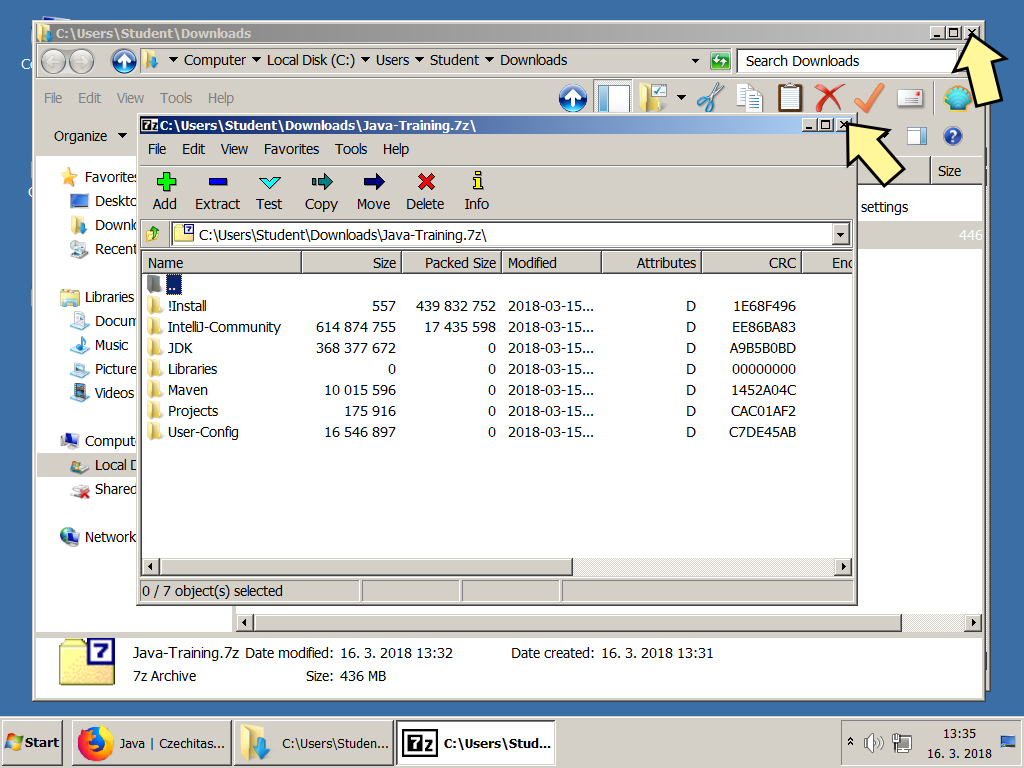 C:\Users\Student\Downloads
Computer Local Disk (C:) Users Student Downloads
Search Downloads
File Edit View Tools Help
Organize
Size
C:\Users\Student\Downloads\Java-Training.7z\
File Edit View Favorites Tools Help
Add Extract Test Copy Move Delete Info
C:\Users\Student\Downloads\Java-Training.7z\
Name Size Packed Size Modified Attributes CRC Enc
..
!Install 557 439 832 752 2018-03-15... D 1E68F496
IntelliJ-Community 614 874 755 17 435 598 2018-03-15... D EE86BA83
JDK 368 377 672 0 2018-03-15... D A9B5B0BD
Libraries 0 0 2018-03-15... D 00000000
Maven 10 015 596 0 2018-03-15... D 1452A04C
Projects 175 916 0 2018-03-15... D CAC01AF2
User-Config 16 546 897 0 2018-03-15... D C7DE45AB
0 / 7 object(s) selected
Favorites
Deskto
Downl
Recent
Libraries
Docum
Music
Picture
Videos
Comput
Local D
Shared
Network
settings
446
Java-Training.7z Date modified: 16. 3. 2018 13:32 Date created: 16. 3. 2018 13:31
7z Archive Size: 436 MB
Start
Java | Czechitas...
C:\Users\Studen...
7z C:\Users\Stud...
13:35
16. 3. 2018